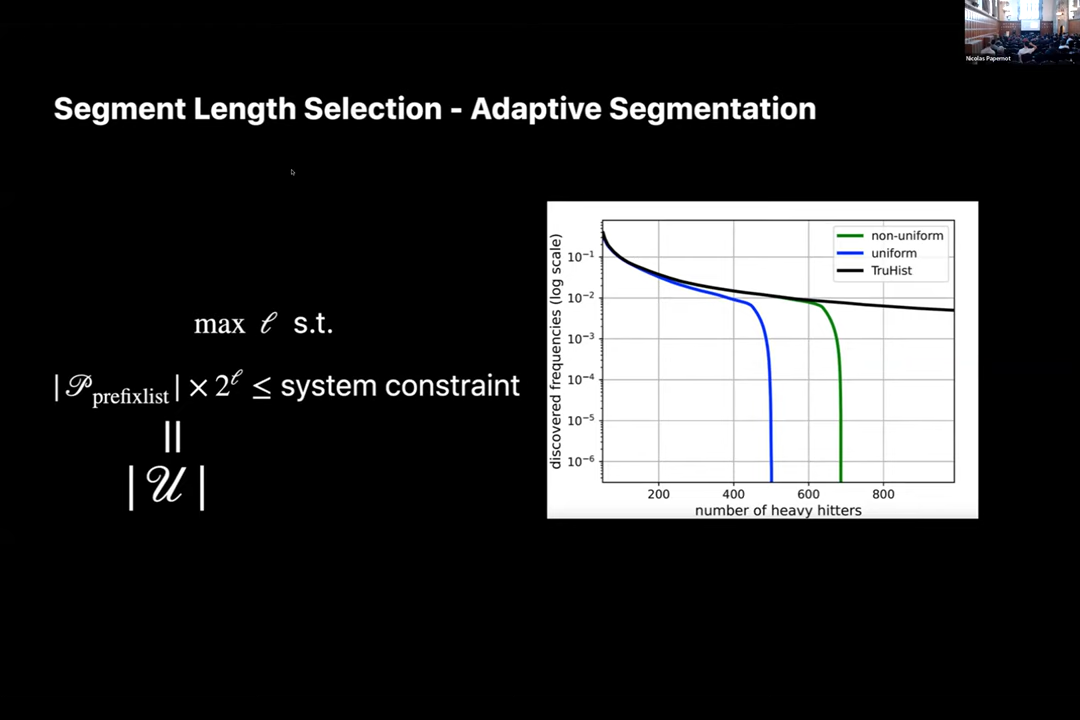 Nicolas Papernot
Segment Length Selection - Adaptive Segmentation
max ℓ s.t.
|𝒫prefixlist| × 2^ℓ ≤ system constraint
||
|𝒰|
discovered frequencies (log scale)
10⁻¹
10⁻²
10⁻³
10⁻⁴
10⁻⁵
10⁻⁶
non-uniform
uniform
TruHist
200 400 600 800
number of heavy hitters